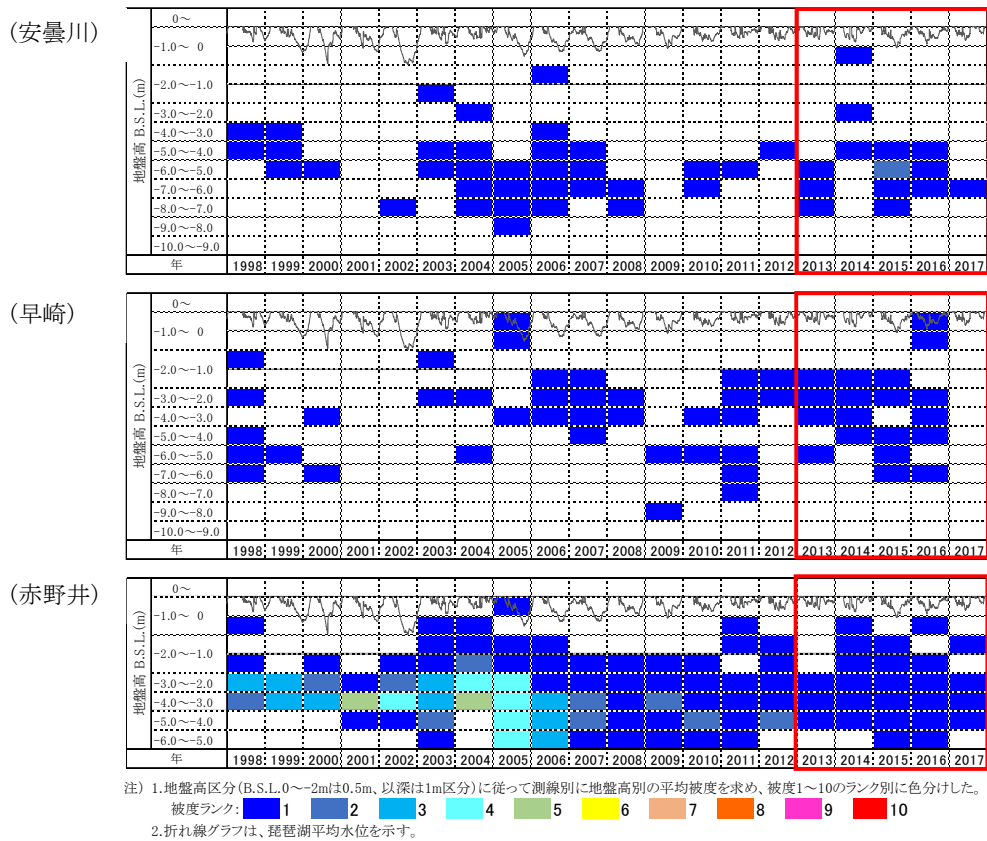 (安曇川)
地盤高 B.S.L.(m)
0～
-1.0～ 0
-2.0～-1.0
-3.0～-2.0
-4.0～-3.0
-5.0～-4.0
-6.0～-5.0
-7.0～-6.0
-8.0～-7.0
-9.0～-8.0
-10.0～-9.0
年 1998 1999 2000 2001 2002 2003 2004 2005 2006 2007 2008 2009 2010 2011 2012 2013 2014 2015 2016 2017
(早崎)
地盤高 B.S.L.(m)
0～
-1.0～ 0
-2.0～-1.0
-3.0～-2.0
-4.0～-3.0
-5.0～-4.0
-6.0～-5.0
-7.0～-6.0
-8.0～-7.0
-9.0～-8.0
-10.0～-9.0
年 1998 1999 2000 2001 2002 2003 2004 2005 2006 2007 2008 2009 2010 2011 2012 2013 2014 2015 2016 2017
(赤野井)
地盤高 B.S.L.(m)
0～
-1.0～ 0
-2.0～-1.0
-3.0～-2.0
-4.0～-3.0
-5.0～-4.0
-6.0～-5.0
年 1998 1999 2000 2001 2002 2003 2004 2005 2006 2007 2008 2009 2010 2011 2012 2013 2014 2015 2016 2017
注) 1.地盤高区分(B.S.L.0～-2mは0.5m、以深は1m区分)に従って測線別に地盤高別の平均被度を求め、被度1～10のランク別に色分けした。
被度ランク: 1 2 3 4 5 6 7 8 9 10
2.折れ線グラフは、琵琶湖平均水位を示す。